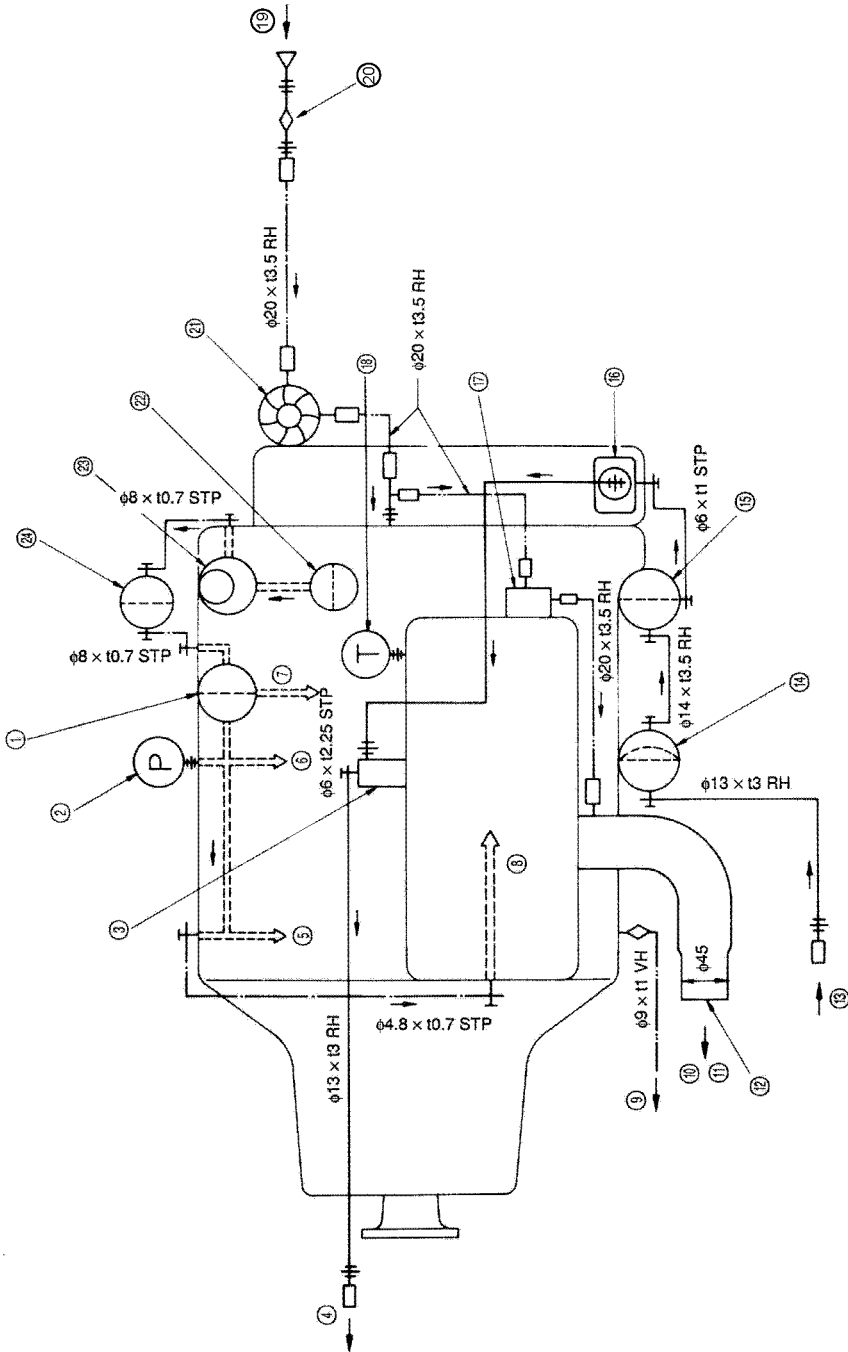 ⑲
⑳
φ20 × t3.5 RH
㉑
⑱
φ20 × t3.5 RH
⑰
⑯
㉒
㉓
φ8 × t0.7 STP
㉔
φ6 × t1 STP
⑮
φ8 × t0.7 STP
T
φ20 × t3.5 RH
φ14 × t3.5 RH
⑭
①
⑦
P
②
⑥
φ6 × t2.25 STP
③
φ13 × t3 RH
⑧
⑤
φ4.8 × t0.7 STP
φ13 × t3 RH
φ9 × t1 VH
φ45
⑬
⑨
⑩
⑪
⑫
④